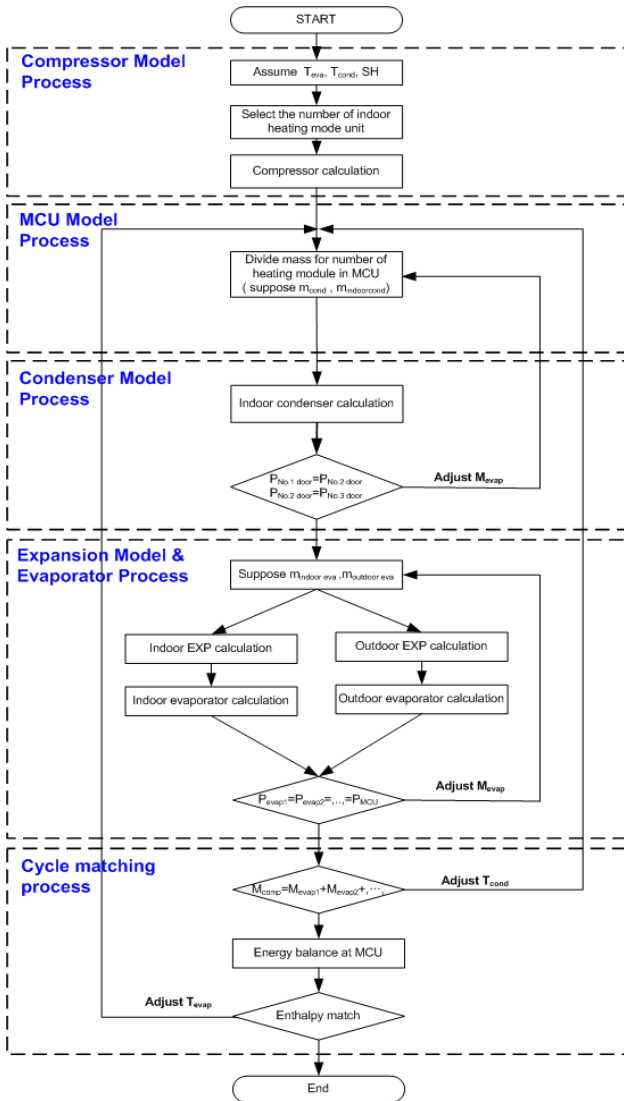 START
Compressor Model
Process
Assume T_eva, T_cond, SH
Select the number of indoor
heating mode unit
Compressor calculation
MCU Model
Process
Divide mass for number of
heating module in MCU
( suppose m_cond , m_indoor-cond)
Condenser Model
Process
Indoor condenser calculation
P_No.1 door=P_No.2 door
P_No.2 door=P_No.3 door
Adjust M_evap
Expansion Model &
Evaporator Process
Suppose m_indoor eva ,m_outdoor eva
Indoor EXP calculation
Outdoor EXP calculation
Indoor evaporator calculation
Outdoor evaporator calculation
P_evap1=P_evap2=,..,=P_MCU
Adjust M_evap
Cycle matching
process
M_comp=M_evap1+M_evap2+,···,
Adjust T_cond
Energy balance at MCU
Adjust T_evap
Enthalpy match
End